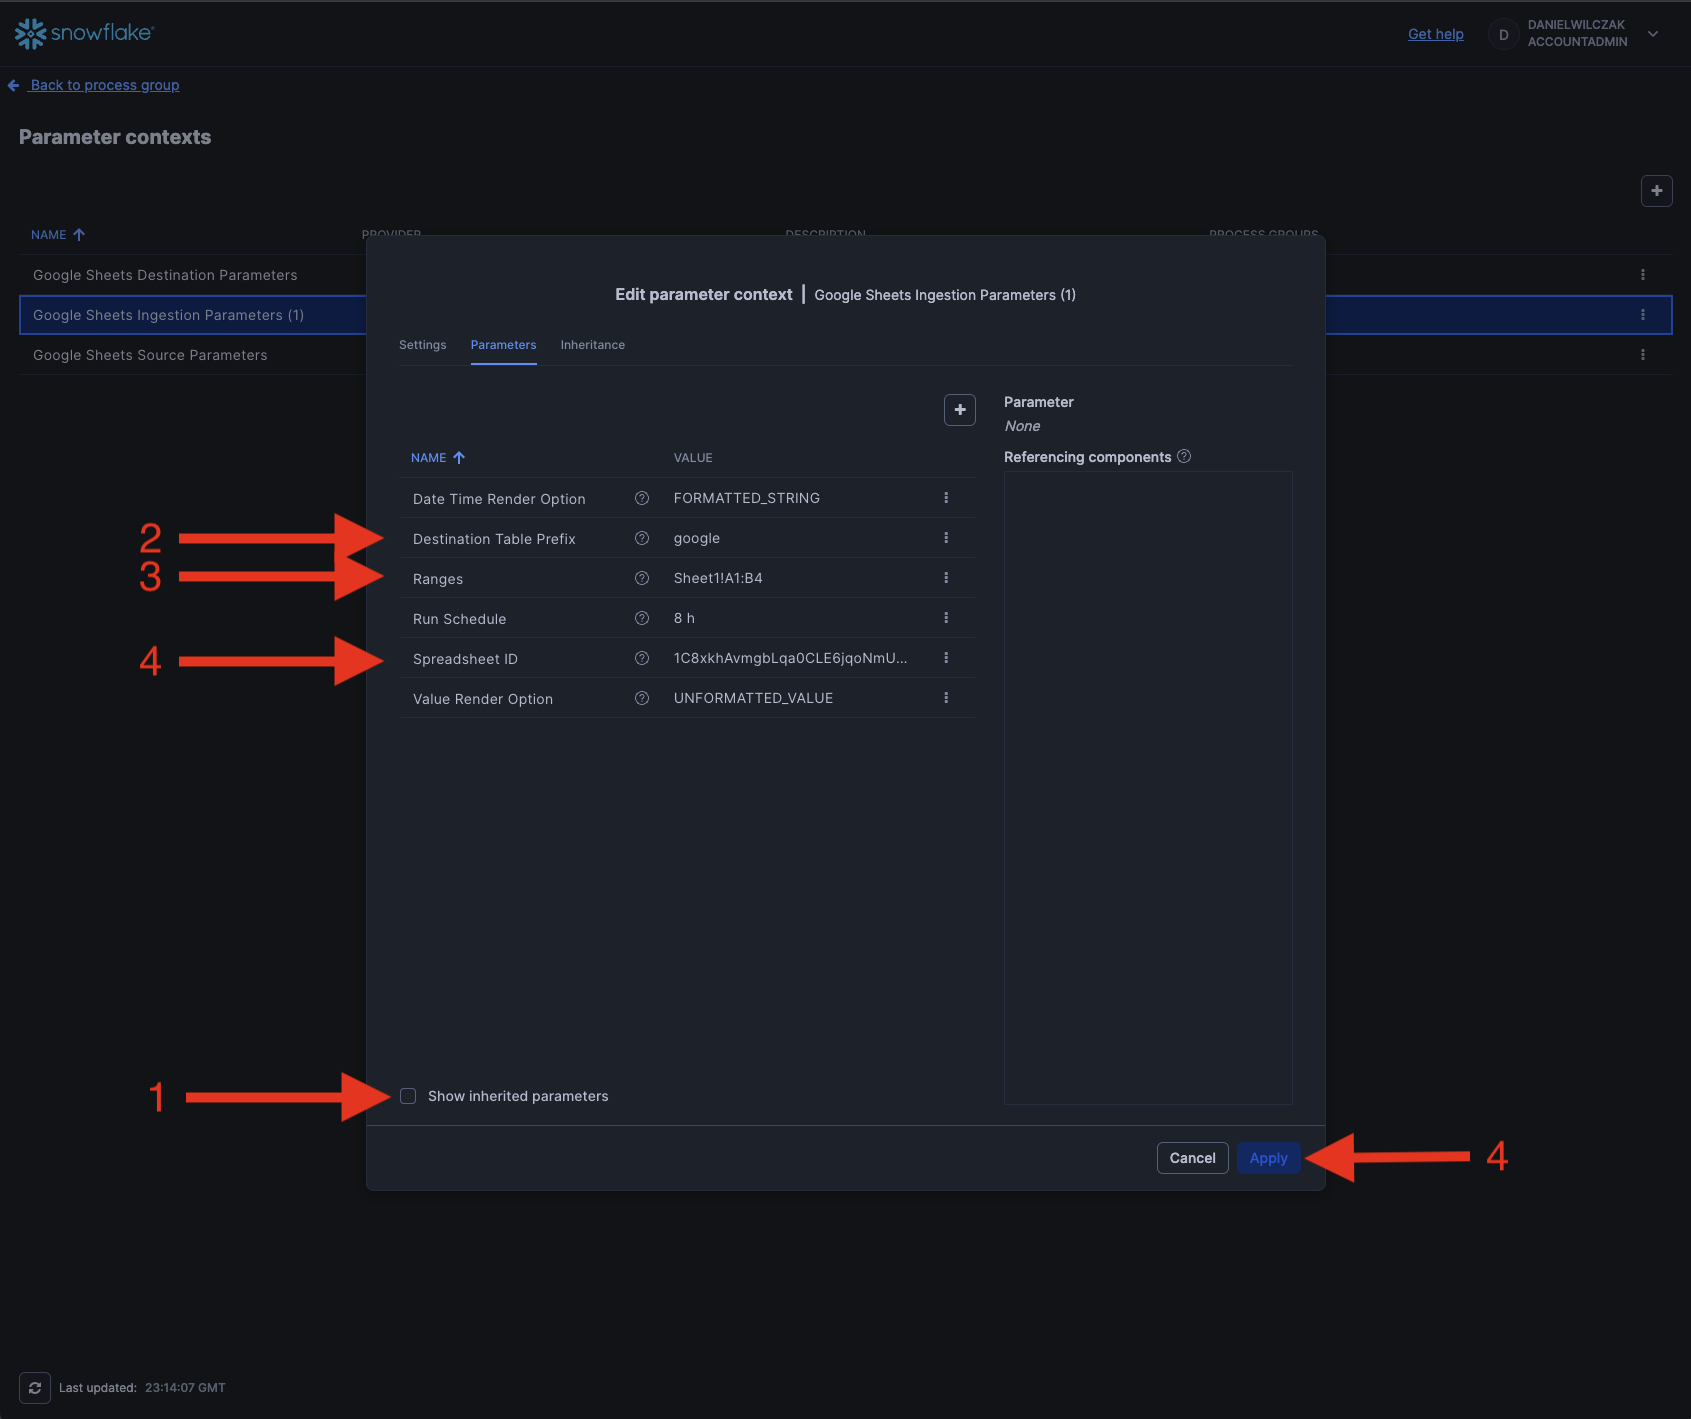 snowflake
Get help
D
DANIELWILCZAK
ACCOUNTADMIN
Back to process group
Parameter contexts
NAME PROVIDER DESCRIPTION PROCESS GROUPS
Google Sheets Destination Parameters
Google Sheets Ingestion Parameters (1)
Google Sheets Source Parameters
Edit parameter context | Google Sheets Ingestion Parameters (1)
Settings Parameters Inheritance
Parameter
None
Referencing components
NAME VALUE
Date Time Render Option FORMATTED_STRING
2 Destination Table Prefix google
3 Ranges Sheet1!A1:B4
Run Schedule 8 h
4 Spreadsheet ID 1C8xkhAvmgbLqa0CLE6jqoNmU...
Value Render Option UNFORMATTED_VALUE
1 Show inherited parameters
Cancel Apply 4
Last updated: 23:14:07 GMT